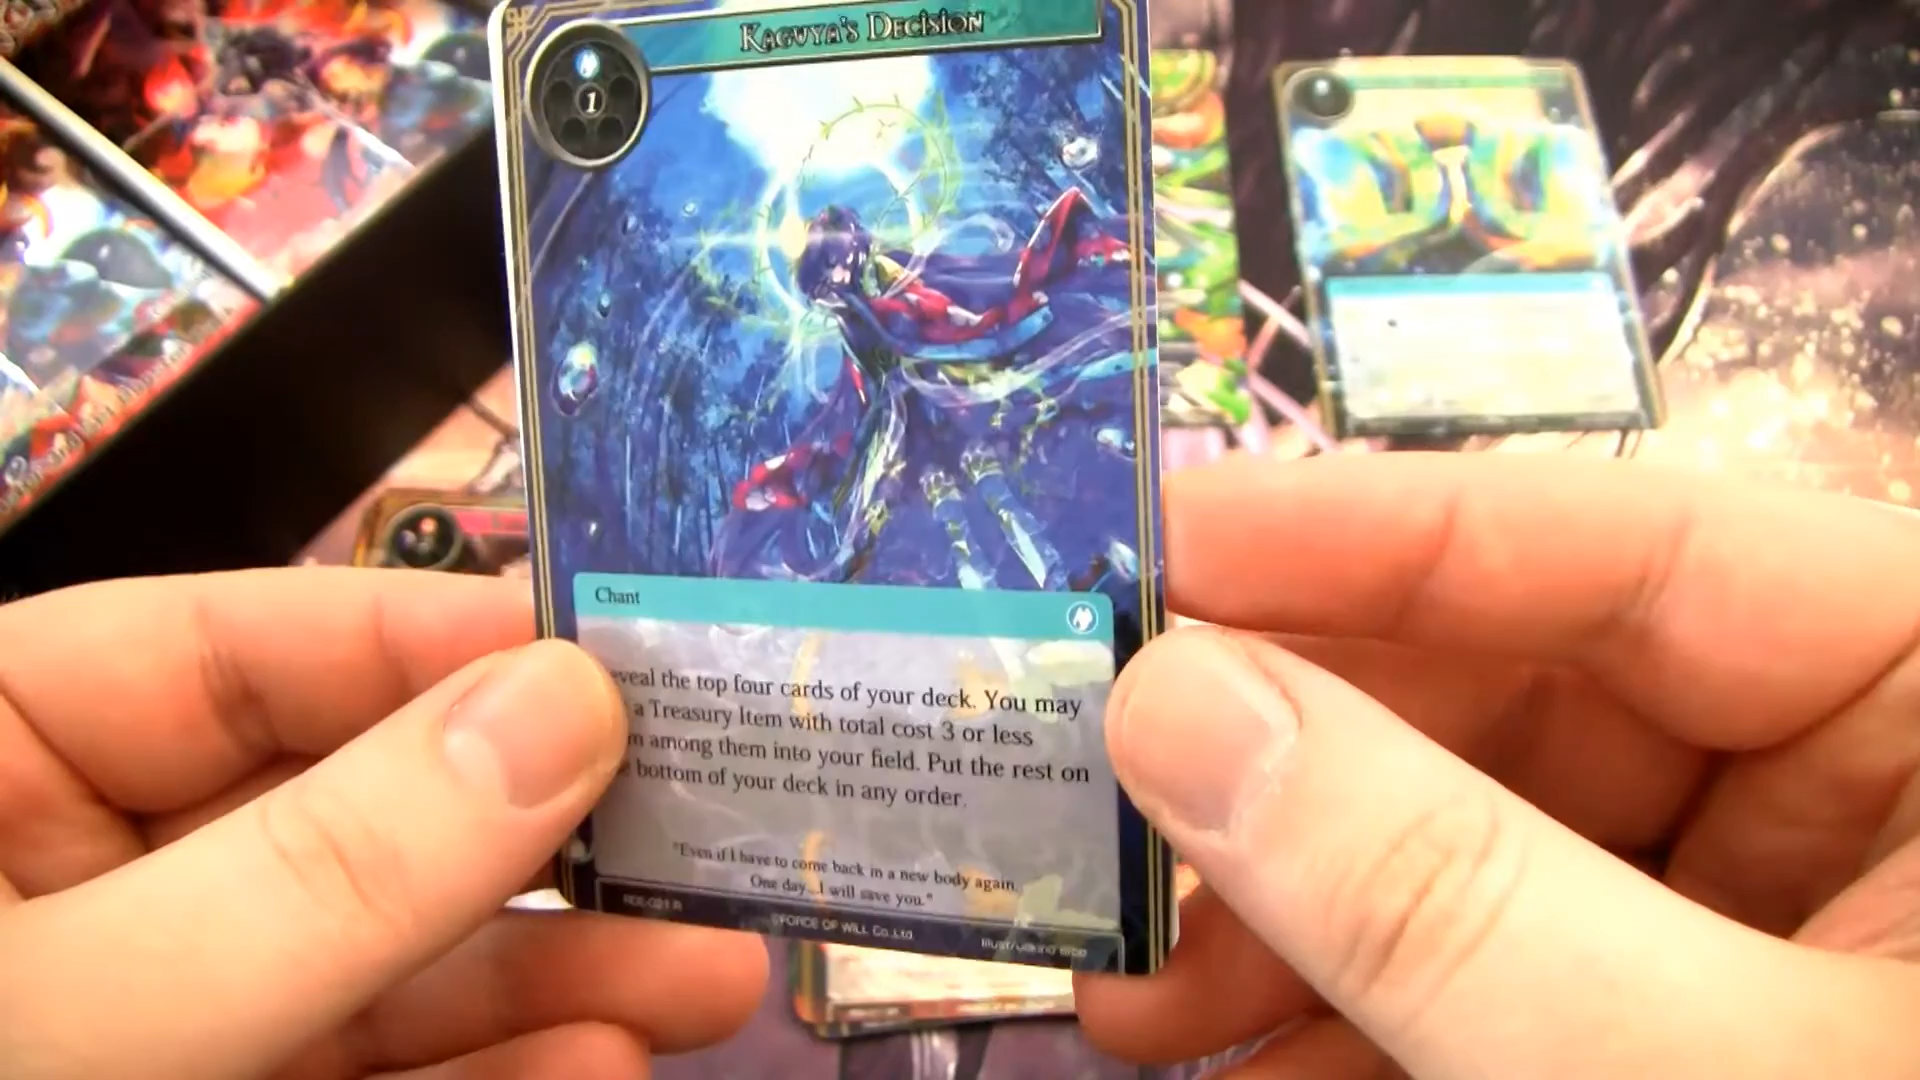 Kaguya's Decision
1
Chant
veal the top four cards of your deck. You may
a Treasury Item with total cost 3 or less
m among them into your field. Put the rest on
bottom of your deck in any order.
"Even if I have to come back in a new body again.
One day...I will save you."
RDE-021 R
©FORCE OF WILL Co.,Ltd.